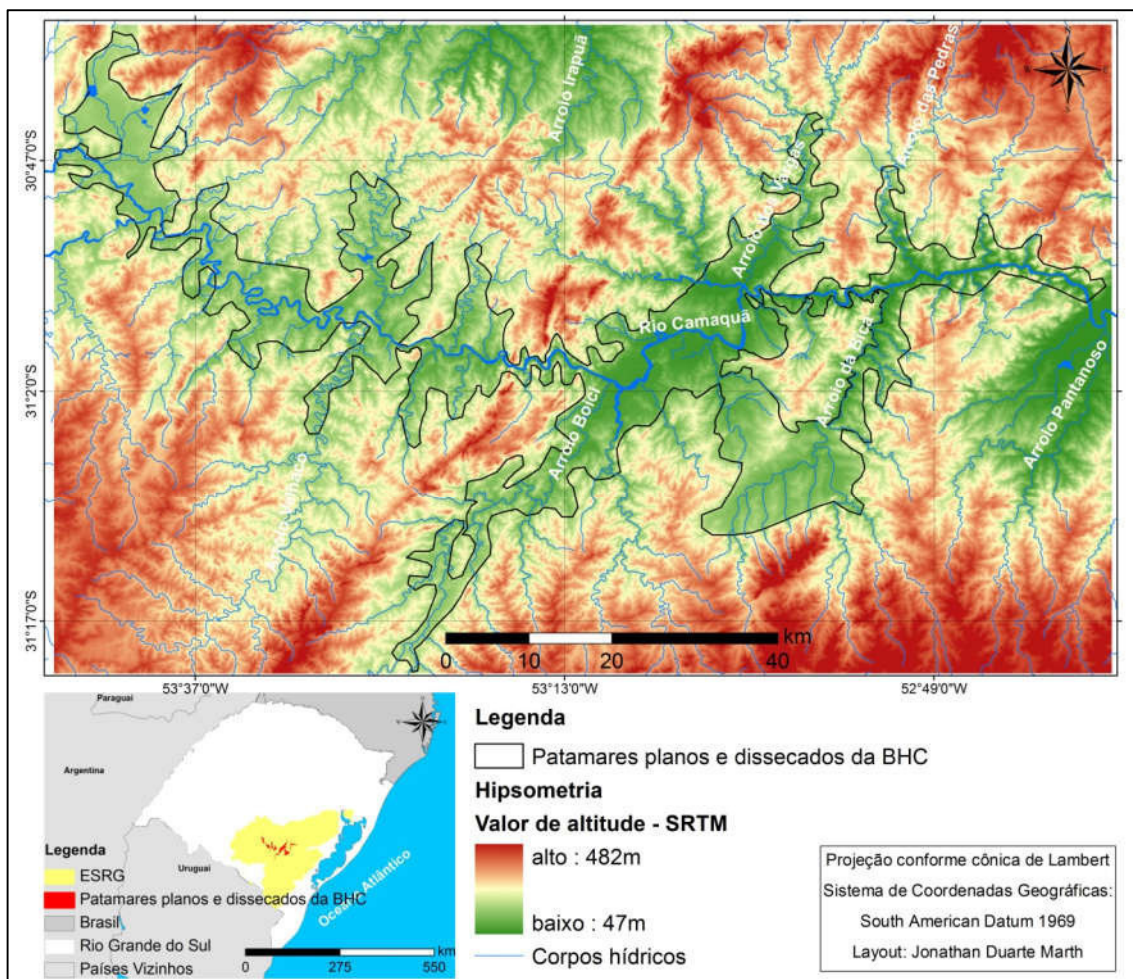 Arroio Irapuã
Arroio das Pedras
Arroio dos Vargas
30°47'0"S
Rio Camaquã
Arroio da Bica
31°2'0"S
Arroio Boici
Arroio Pantanoso
Arroio
31°17'0"S
km
0 10 20 40
53°37'0"W 53°13'0"W 52°49'0"W
Paraguai
Argentina
Uruguai
Oceano Atlântico
Legenda
ESRG
Patamares planos e dissecados da BHC
Brasil
Rio Grande do Sul
Países Vizinhos
km
0 275 550
Legenda
Patamares planos e dissecados da BHC
Hipsometria
Valor de altitude - SRTM
alto : 482m
baixo : 47m
Corpos hídricos
Projeção conforme cônica de Lambert
Sistema de Coordenadas Geográficas:
South American Datum 1969
Layout: Jonathan Duarte Marth